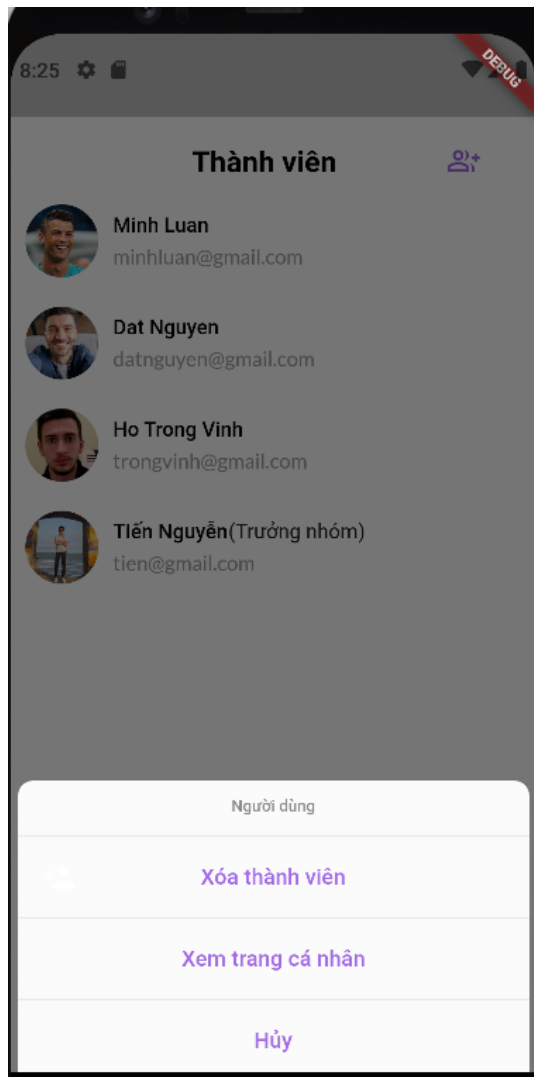 8:25
DEBUG
Thành viên
Minh Luan
minhluan@gmail.com
Dat Nguyen
datnguyen@gmail.com
Ho Trong Vinh
trongvinh@gmail.com
TIến Nguyễn(Trưởng nhóm)
tien@gmail.com
Người dùng
Xóa thành viên
Xem trang cá nhân
Hủy